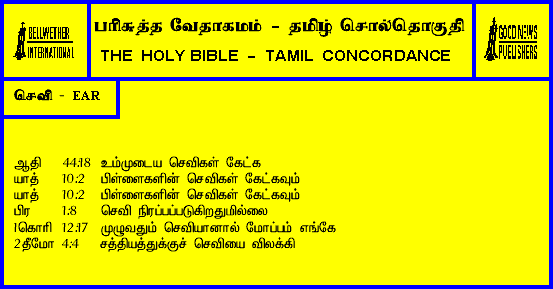 BELLWETHER
INTERNATIONAL
பரிசுத்த வேதாகமம் - தமிழ் சொல்தொகுதி
THE HOLY BIBLE - TAMIL CONCORDANCE
GOOD NEWS
PUBLISHERS
செவி - EAR
ஆதி 44:18 உம்முடைய செவிகள் கேட்க
யாத் 10:2 பிள்ளைகளின் செவிகள் கேட்கவும்
யாத் 10:2 பிள்ளைகளின் செவிகள் கேட்கவும்
பிர 1:8 செவி நிரப்பப்படுகிறதுமில்லை
1கொரி 12:17 முழுவதும் செவியானால் மோப்பம் எங்கே
2தீமோ 4:4 சத்தியத்துக்குச் செவியை விலக்கி